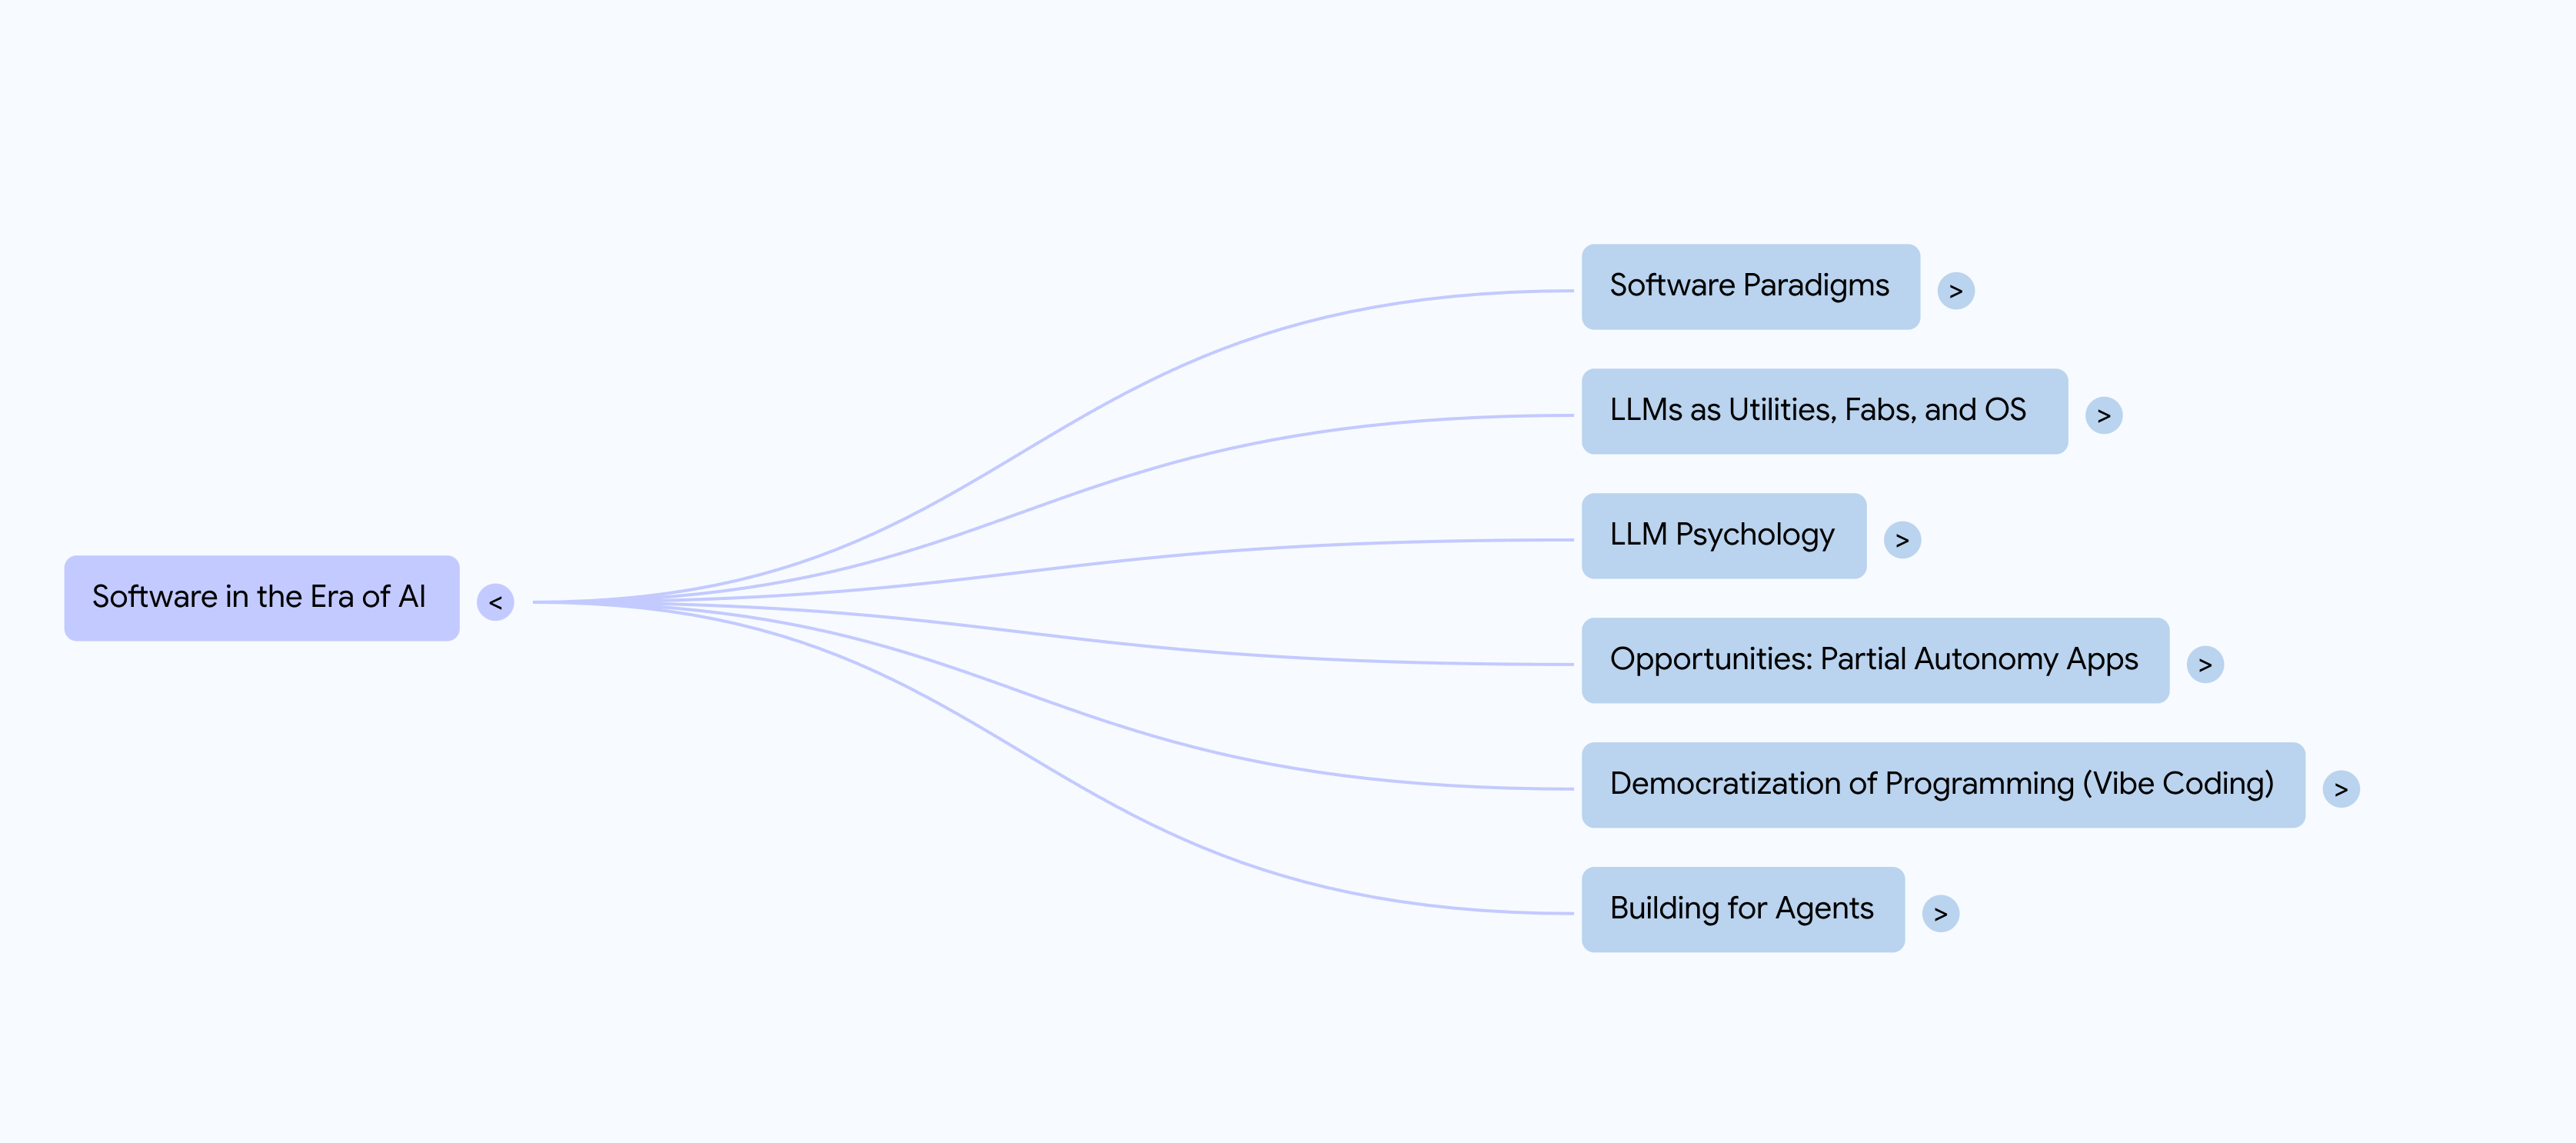 Software in the Era of AI <
Software Paradigms >
LLMs as Utilities, Fabs, and OS >
LLM Psychology >
Opportunities: Partial Autonomy Apps >
Democratization of Programming (Vibe Coding) >
Building for Agents >